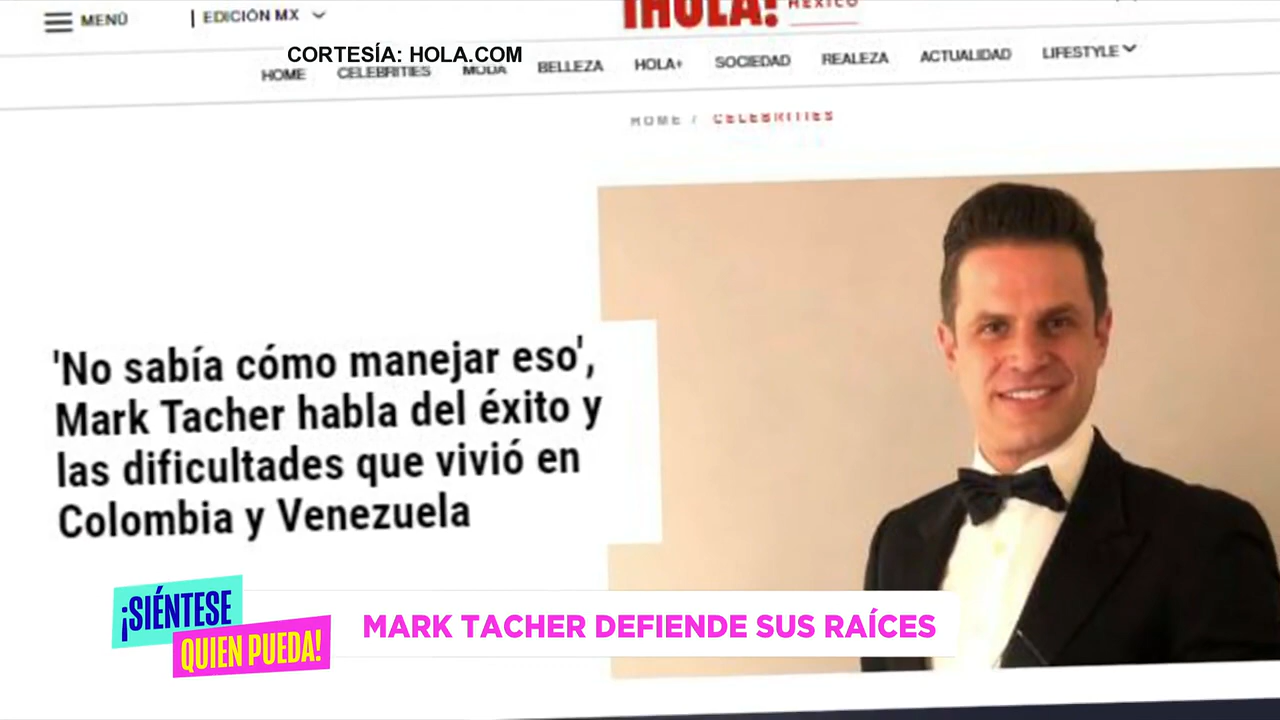 MENÚ
EDICIÓN MX
¡HOLA!
MÉXICO
CORTESÍA: HOLA.COM
HOME CELEBRITIES MODA BELLEZA HOLA+ SOCIEDAD REALEZA ACTUALIDAD LIFESTYLE
HOME / CELEBRITIES
'No sabía cómo manejar eso',
Mark Tacher habla del éxito y
las dificultades que vivió en
Colombia y Venezuela
¡SIÉNTESE
QUIEN PUEDA!
MARK TACHER DEFIENDE SUS RAÍCES